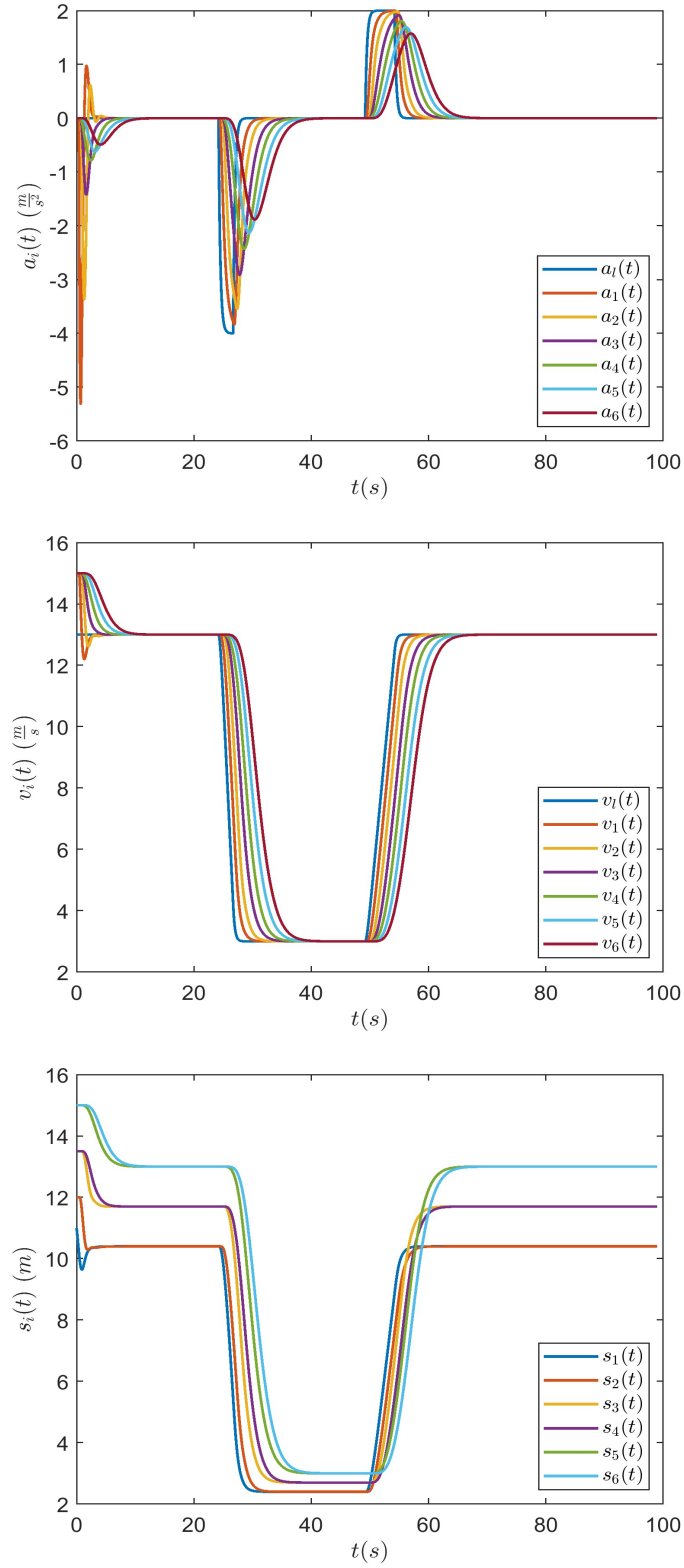 2
1
0
-1
-2
-3
-4
-5
-6
a_i(t) (m/s²)
a_l(t)
a_1(t)
a_2(t)
a_3(t)
a_4(t)
a_5(t)
a_6(t)
0 20 40 60 80 100
t(s)
16
14
12
10
8
6
4
2
v_i(t) (m/s)
v_l(t)
v_1(t)
v_2(t)
v_3(t)
v_4(t)
v_5(t)
v_6(t)
0 20 40 60 80 100
t(s)
16
14
12
10
8
6
4
2
s_i(t) (m)
s_1(t)
s_2(t)
s_3(t)
s_4(t)
s_5(t)
s_6(t)
0 20 40 60 80 100
t(s)